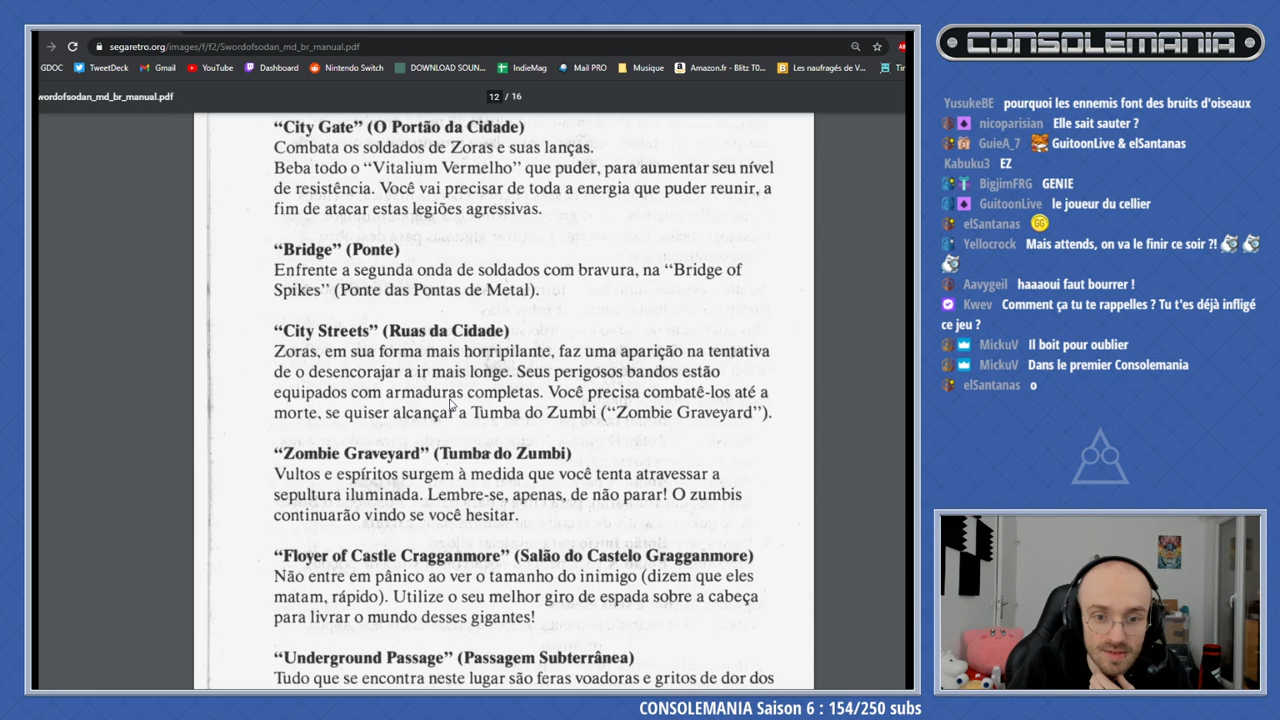 segaretro.org/images/f/f2/Swordofsodan_md_br_manual.pdf
GDOC TweetDeck Gmail YouTube Dashboard Nintendo Switch DOWNLOAD SOUN... IndieMag Mail PRO Musique Amazon.fr - Blitz T0... Les naufragés de V...
wordofsodan_md_br_manual.pdf
12 / 16
“City Gate” (O Portão da Cidade)
Combata os soldados de Zoras e suas lanças.
Beba todo o “Vitalium Vermelho” que puder, para aumentar seu nível
de resistência. Você vai precisar de toda a energia que puder reunir, a
fim de atacar estas legiões agressivas.
“Bridge” (Ponte)
Enfrente a segunda onda de soldados com bravura, na “Bridge of
Spikes” (Ponte das Pontas de Metal).
“City Streets” (Ruas da Cidade)
Zoras, em sua forma mais horripilante, faz uma aparição na tentativa
de o desencorajar a ir mais longe. Seus perigosos bandos estão
equipados com armaduras completas. Você precisa combatê-los até a
morte, se quiser alcançar a Tumba do Zumbi (“Zombie Graveyard”).
“Zombie Graveyard” (Tumba do Zumbi)
Vultos e espíritos surgem à medida que você tenta atravessar a
sepultura iluminada. Lembre-se, apenas, de não parar! O zumbis
continuarão vindo se você hesitar.
“Floyer of Castle Cragganmore” (Salão do Castelo Gragganmore)
Não entre em pânico ao ver o tamanho do inimigo (dizem que eles
matam, rápido). Utilize o seu melhor giro de espada sobre a cabeça
para livrar o mundo desses gigantes!
“Underground Passage” (Passagem Subterrânea)
Tudo que se encontra neste lugar são feras voadoras e gritos de dor dos
CONSOLEMANIA
YusukeBE pourquoi les ennemis font des bruits d'oiseaux
nicoparisian Elle sait sauter ?
GuieA_7 GuitoonLive & elSantanas
Kabuku3 EZ
BigjimFRG GENIE
GuitoonLive le joueur du cellier
elSantanas GG
Yellocrock Mais attends, on va le finir ce soir ?!
Aavygeil haaaoui faut bourrer !
Kwev Comment ça tu te rappelles ? Tu t'es déjà infligé
ce jeu ?
MickuV Il boit pour oublier
MickuV Dans le premier Consolemania
elSantanas o
CONSOLEMANIA Saison 6 : 154/250 subs